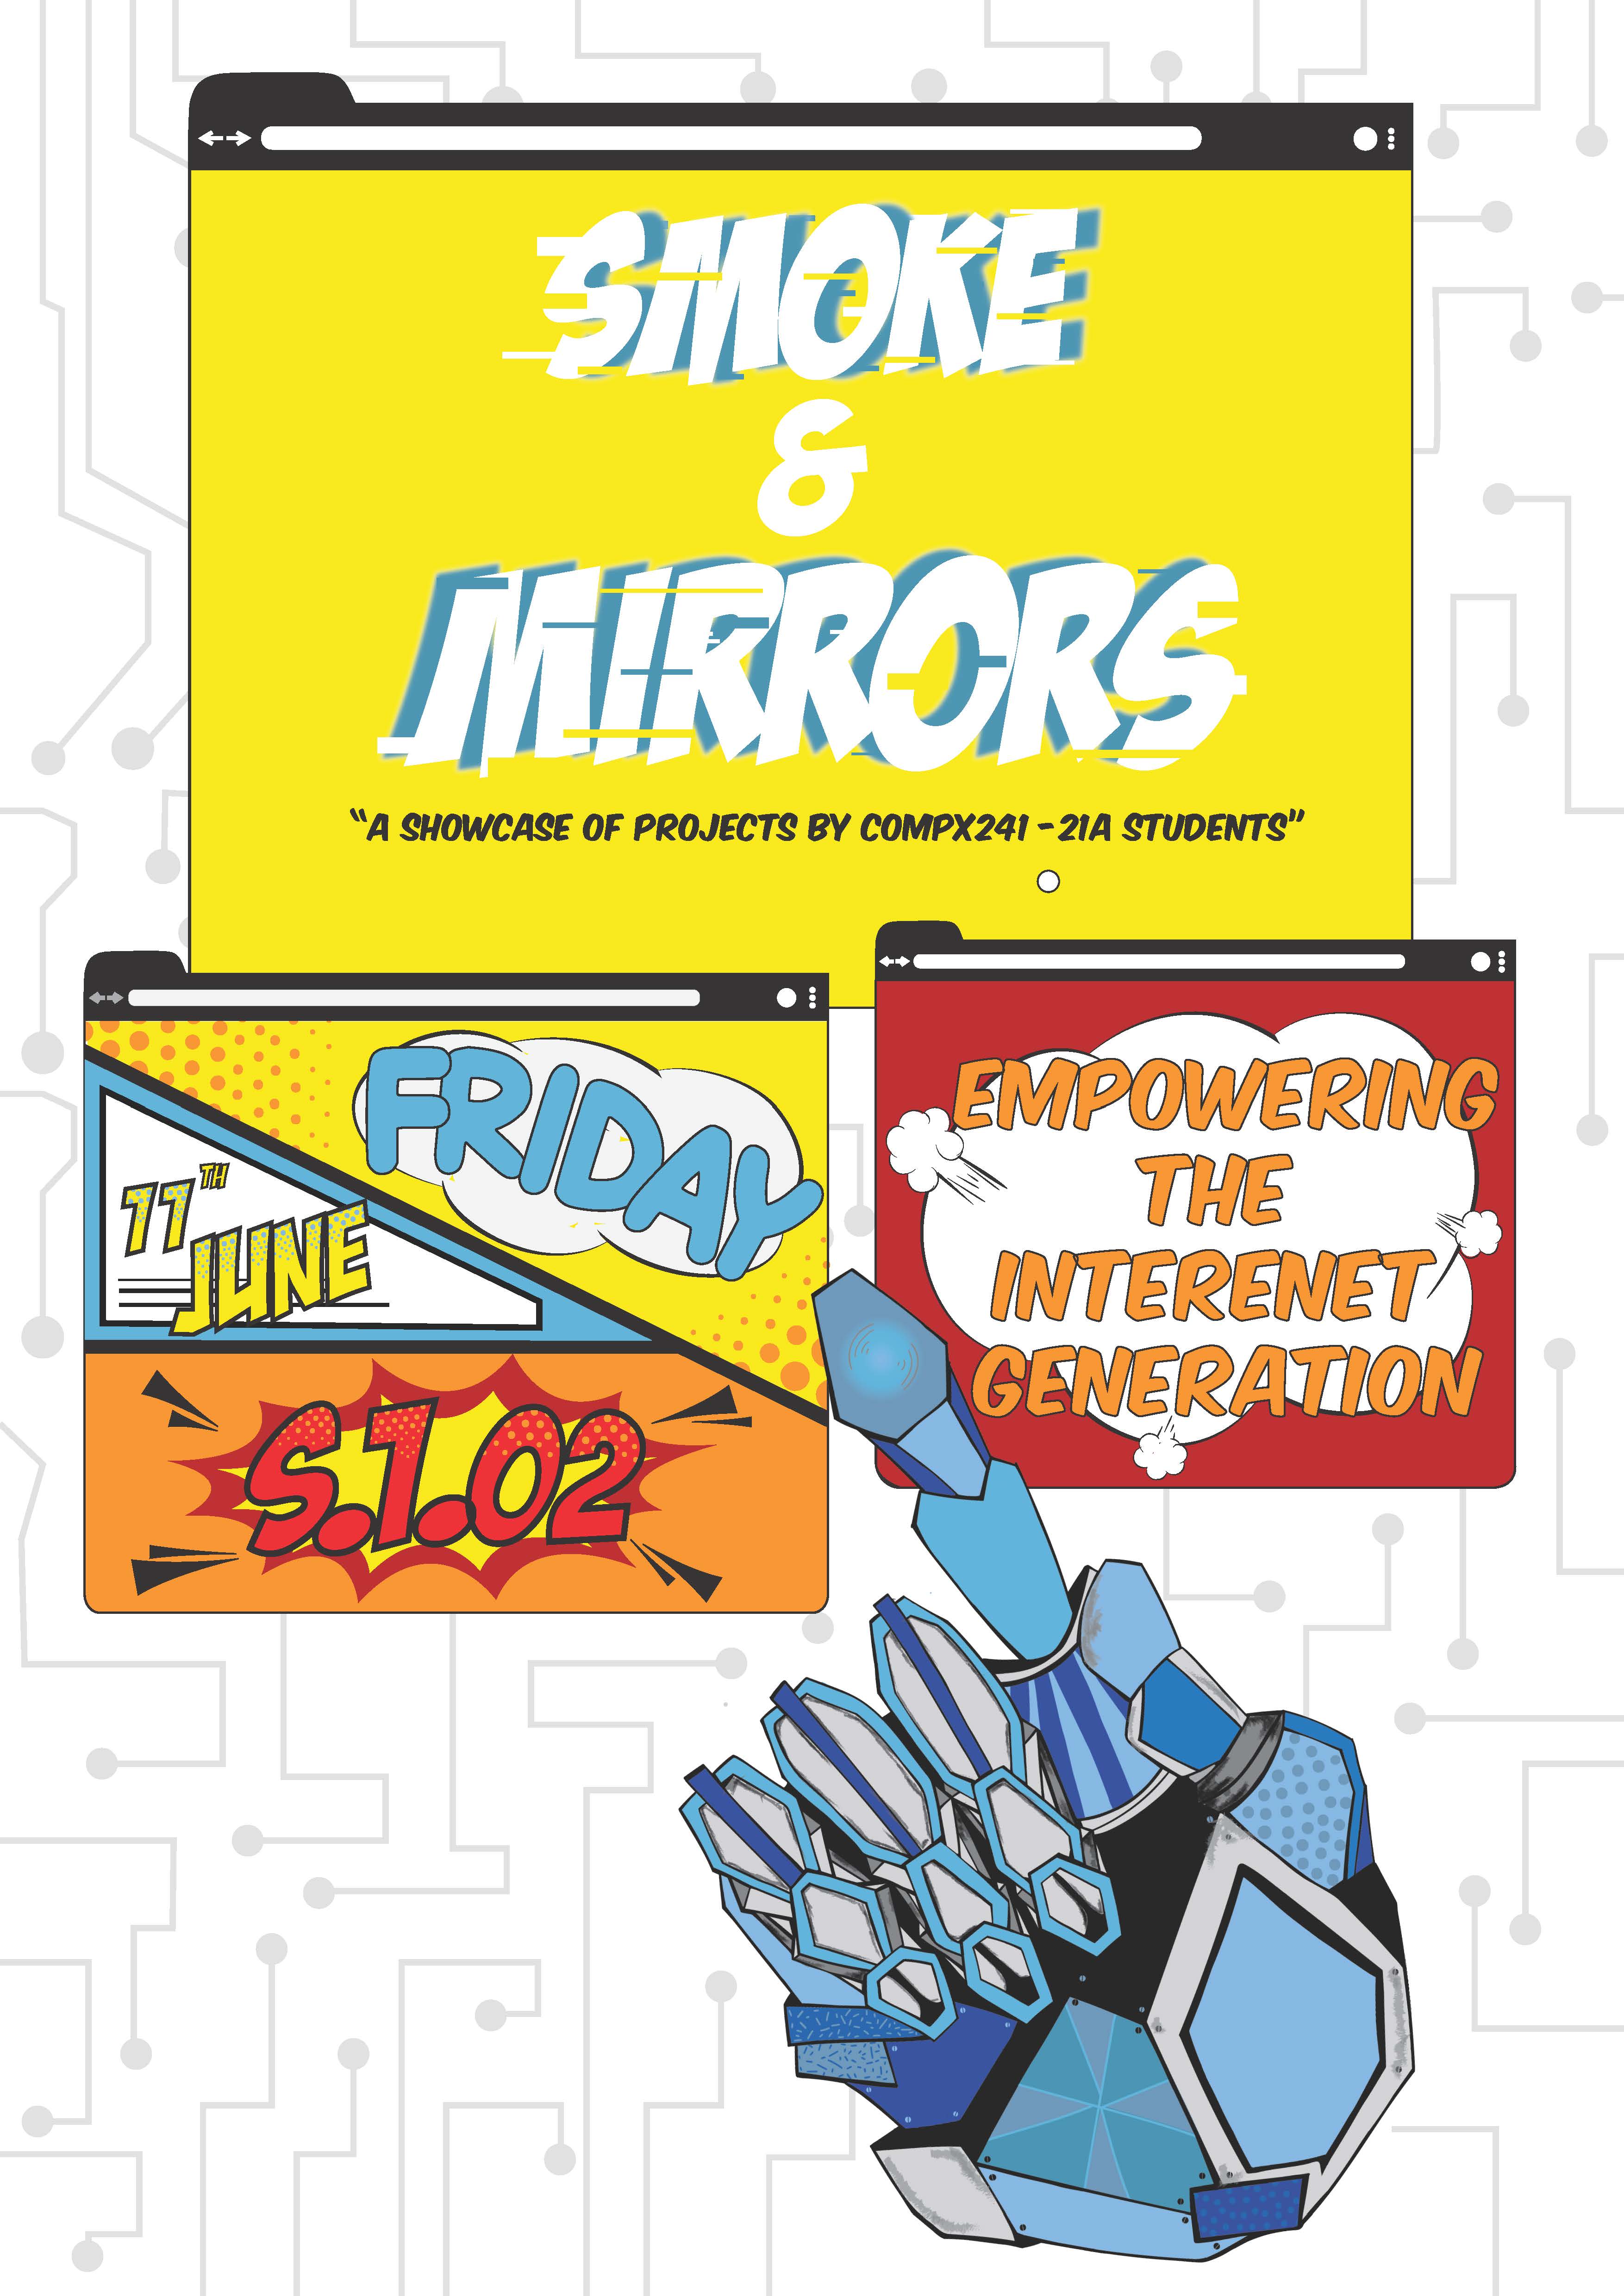 SMOKE
&
MIRRORS
“A SHOWCASE OF PROJECTS BY COMPX241 - 21A STUDENTS”
FRIDAY
11TH
JUNE
S.1.02
EMPOWERING
THE
INTERENET
GENERATION